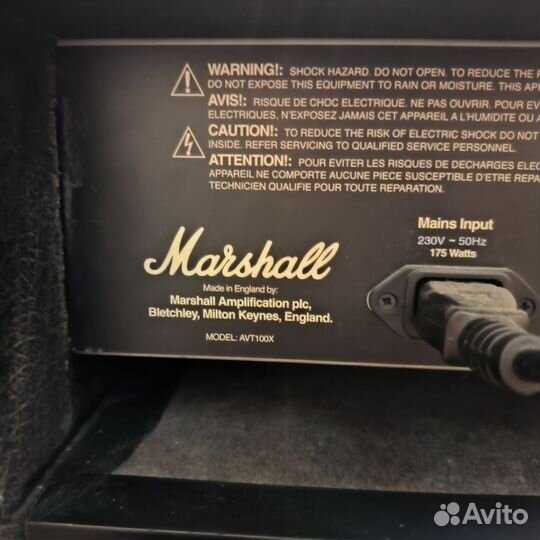 WARNING!: SHOCK HAZARD. DO NOT OPEN. TO REDUCE THE
DO NOT EXPOSE THIS EQUIPMENT TO RAIN OR MOISTURE. THIS
AVIS!: RISQUE DE CHOC ELECTRIQUE. NE PAS OUVRIR. POUR
ELECTRIQUES, N'EXPOSEZ JAMAIS CET APPAREIL A L'HUMIDITE OU
CAUTION!: TO REDUCE THE RISK OF ELECTRIC SHOCK DO NOT
INSIDE. REFER SERVICING TO QUALIFIED SERVICE PERSONNEL.
ATTENTION!: POUR EVITER LES RISQUES DE DECHARGES
APPAREIL NE COMPORTE AUCUNE PIECE SUSCEPTIBLE D'ETRE
TECHNICIEN QUALIFIE POUR TOUTE REPARATION.
Marshall
Made in England by:
Marshall Amplification plc,
Bletchley, Milton Keynes, England.
MODEL: AVT100X
Mains Input
230V ~ 50Hz
175 Watts
Avito